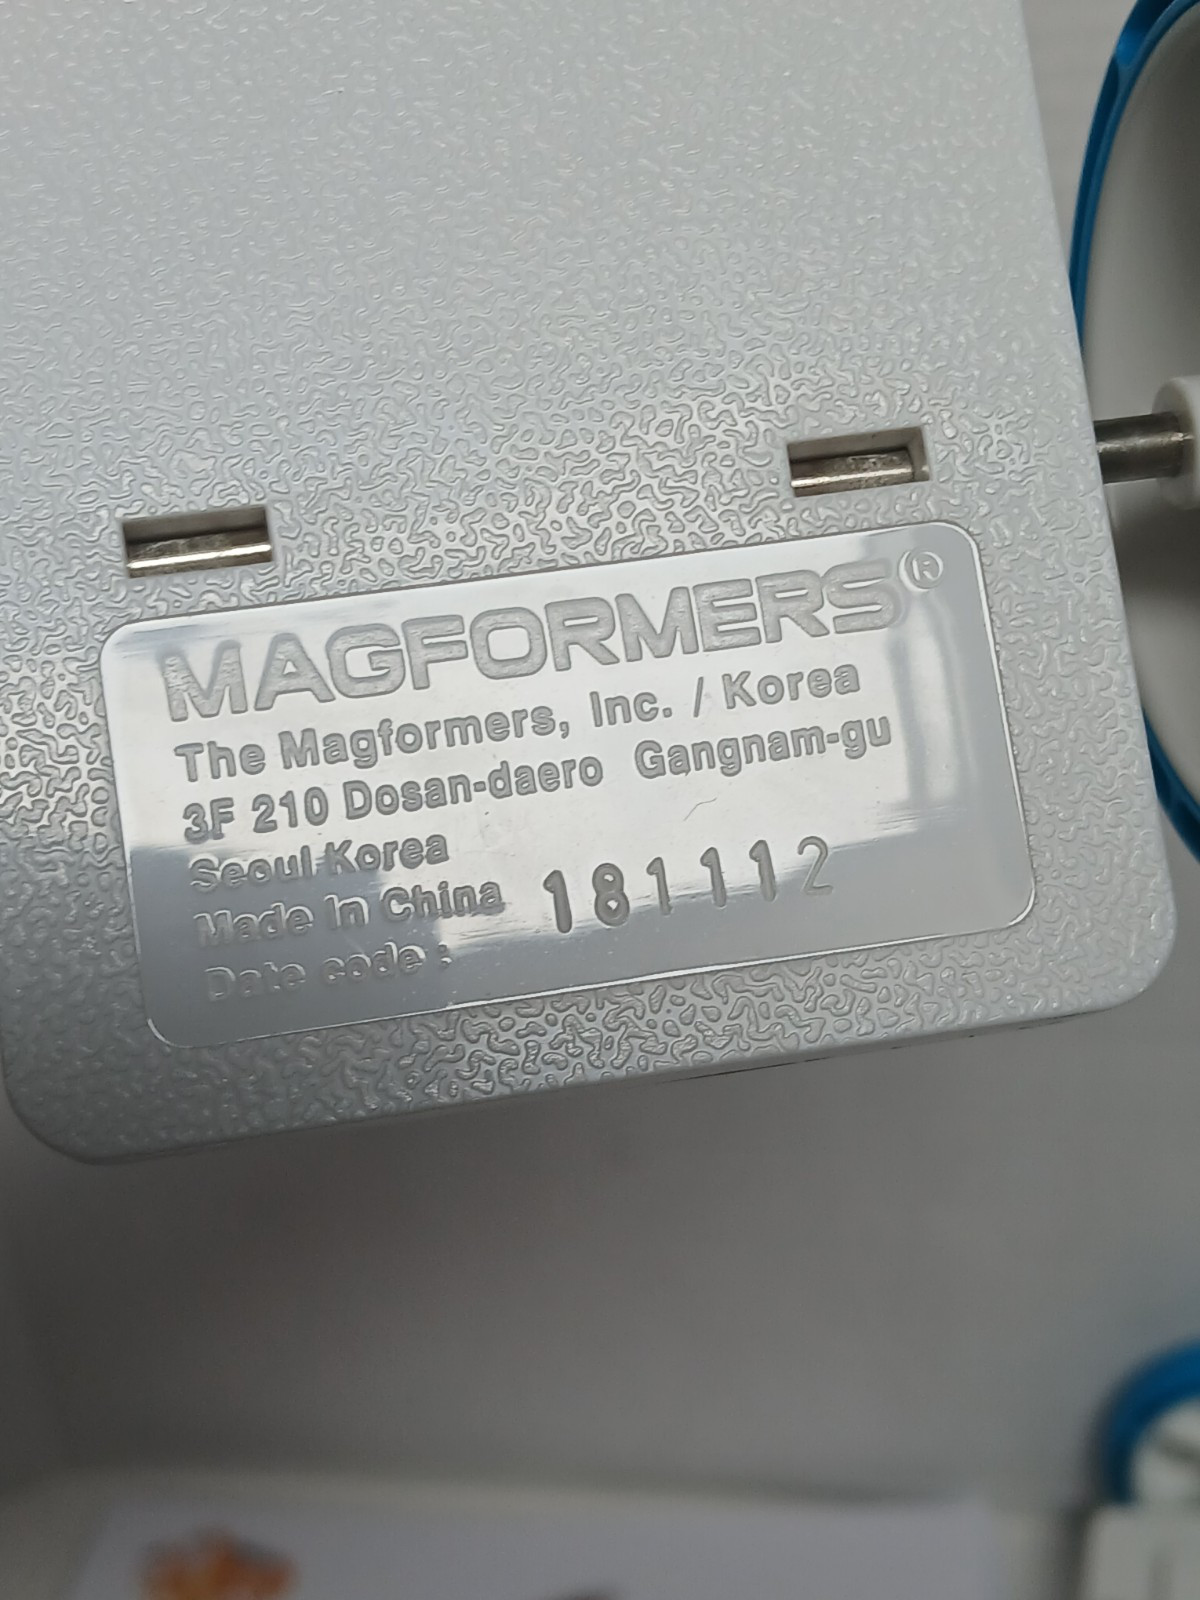 MAGFORMERS®
The Magformers, Inc. / Korea
3F 210 Dosan-daero Gangnam-gu
Seoul Korea
Made In China
Date code : 181112